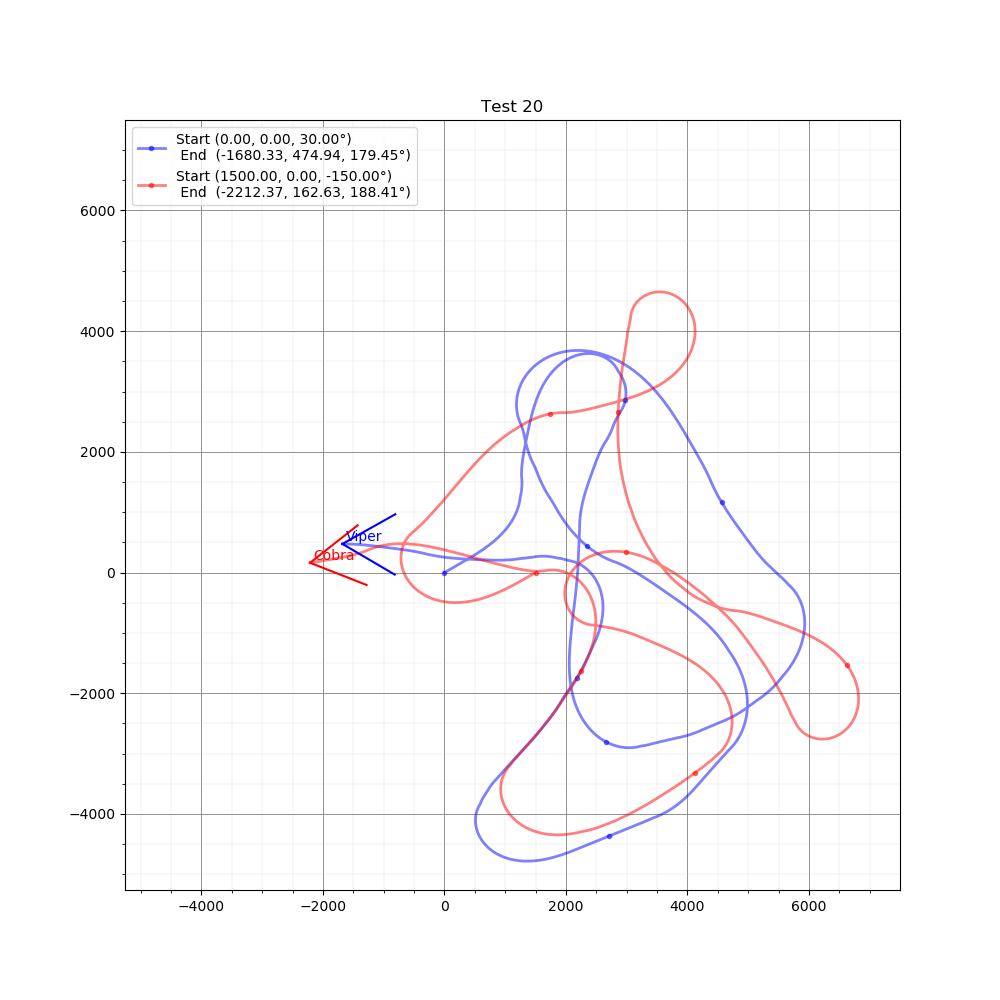 Test 20
Start (0.00, 0.00, 30.00°)
End (-1680.33, 474.94, 179.45°)
Start (1500.00, 0.00, -150.00°)
End (-2212.37, 162.63, 188.41°)
6000
4000
2000
0
−2000
−4000
Viper
Cobra
−4000 −2000 0 2000 4000 6000